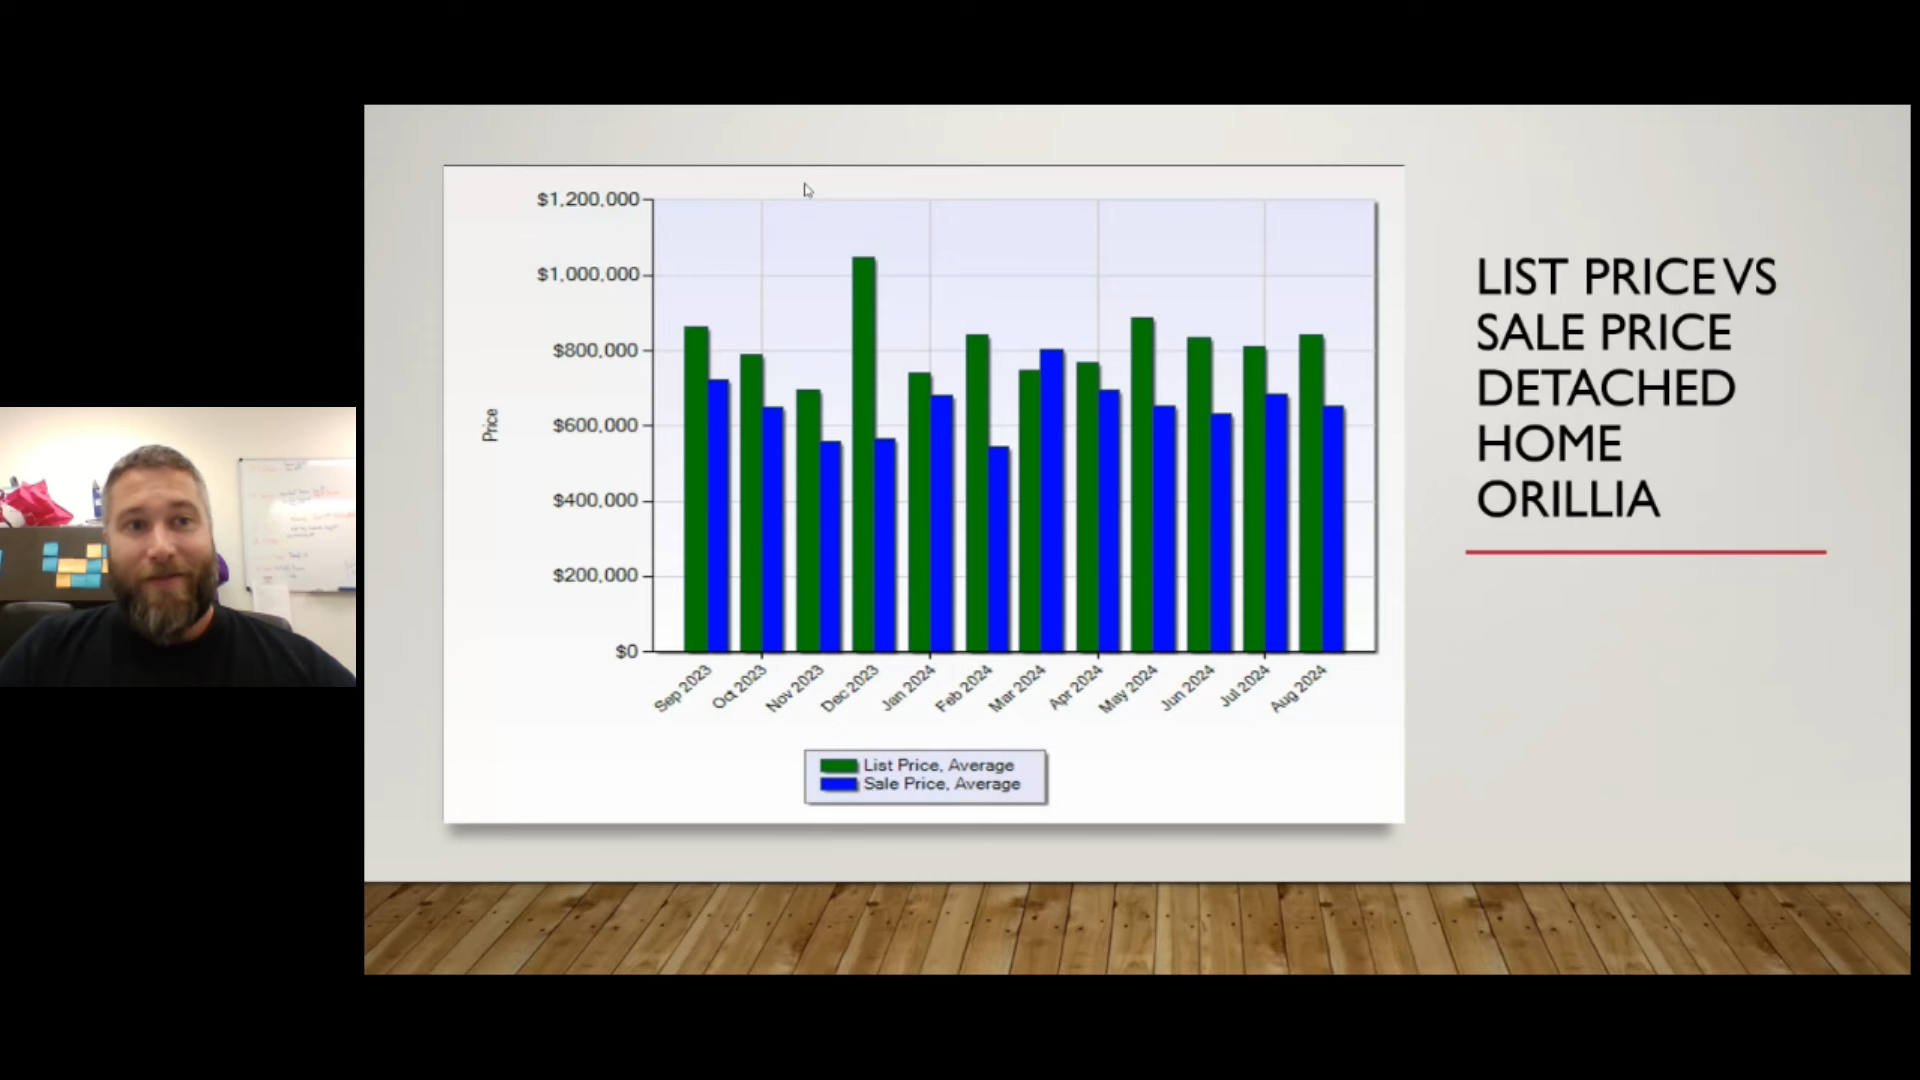 $1,200,000
$1,000,000
$800,000
$600,000
$400,000
$200,000
$0
Price
Sep 2023
Oct 2023
Nov 2023
Dec 2023
Jan 2024
Feb 2024
Mar 2024
Apr 2024
May 2024
Jun 2024
Jul 2024
Aug 2024
List Price, Average
Sale Price, Average
LIST PRICE VS
SALE PRICE
DETACHED
HOME
ORILLIA